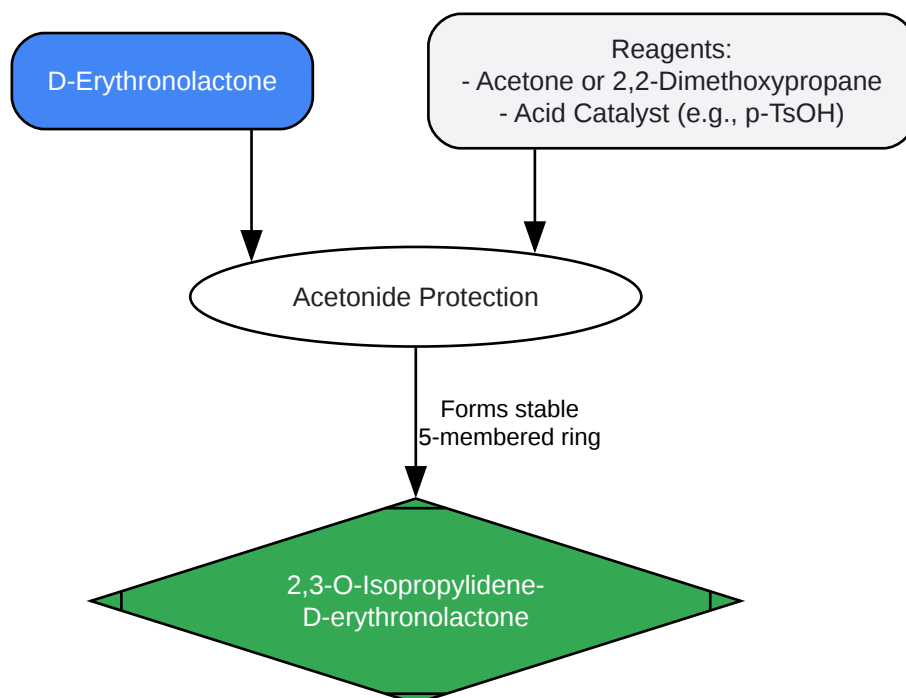 D-Erythronolactone
Reagents:
- Acetone or 2,2-Dimethoxypropane
- Acid Catalyst (e.g., p-TsOH)
Acetonide Protection
Forms stable
5-membered ring
2,3-O-Isopropylidene-
D-erythronolactone